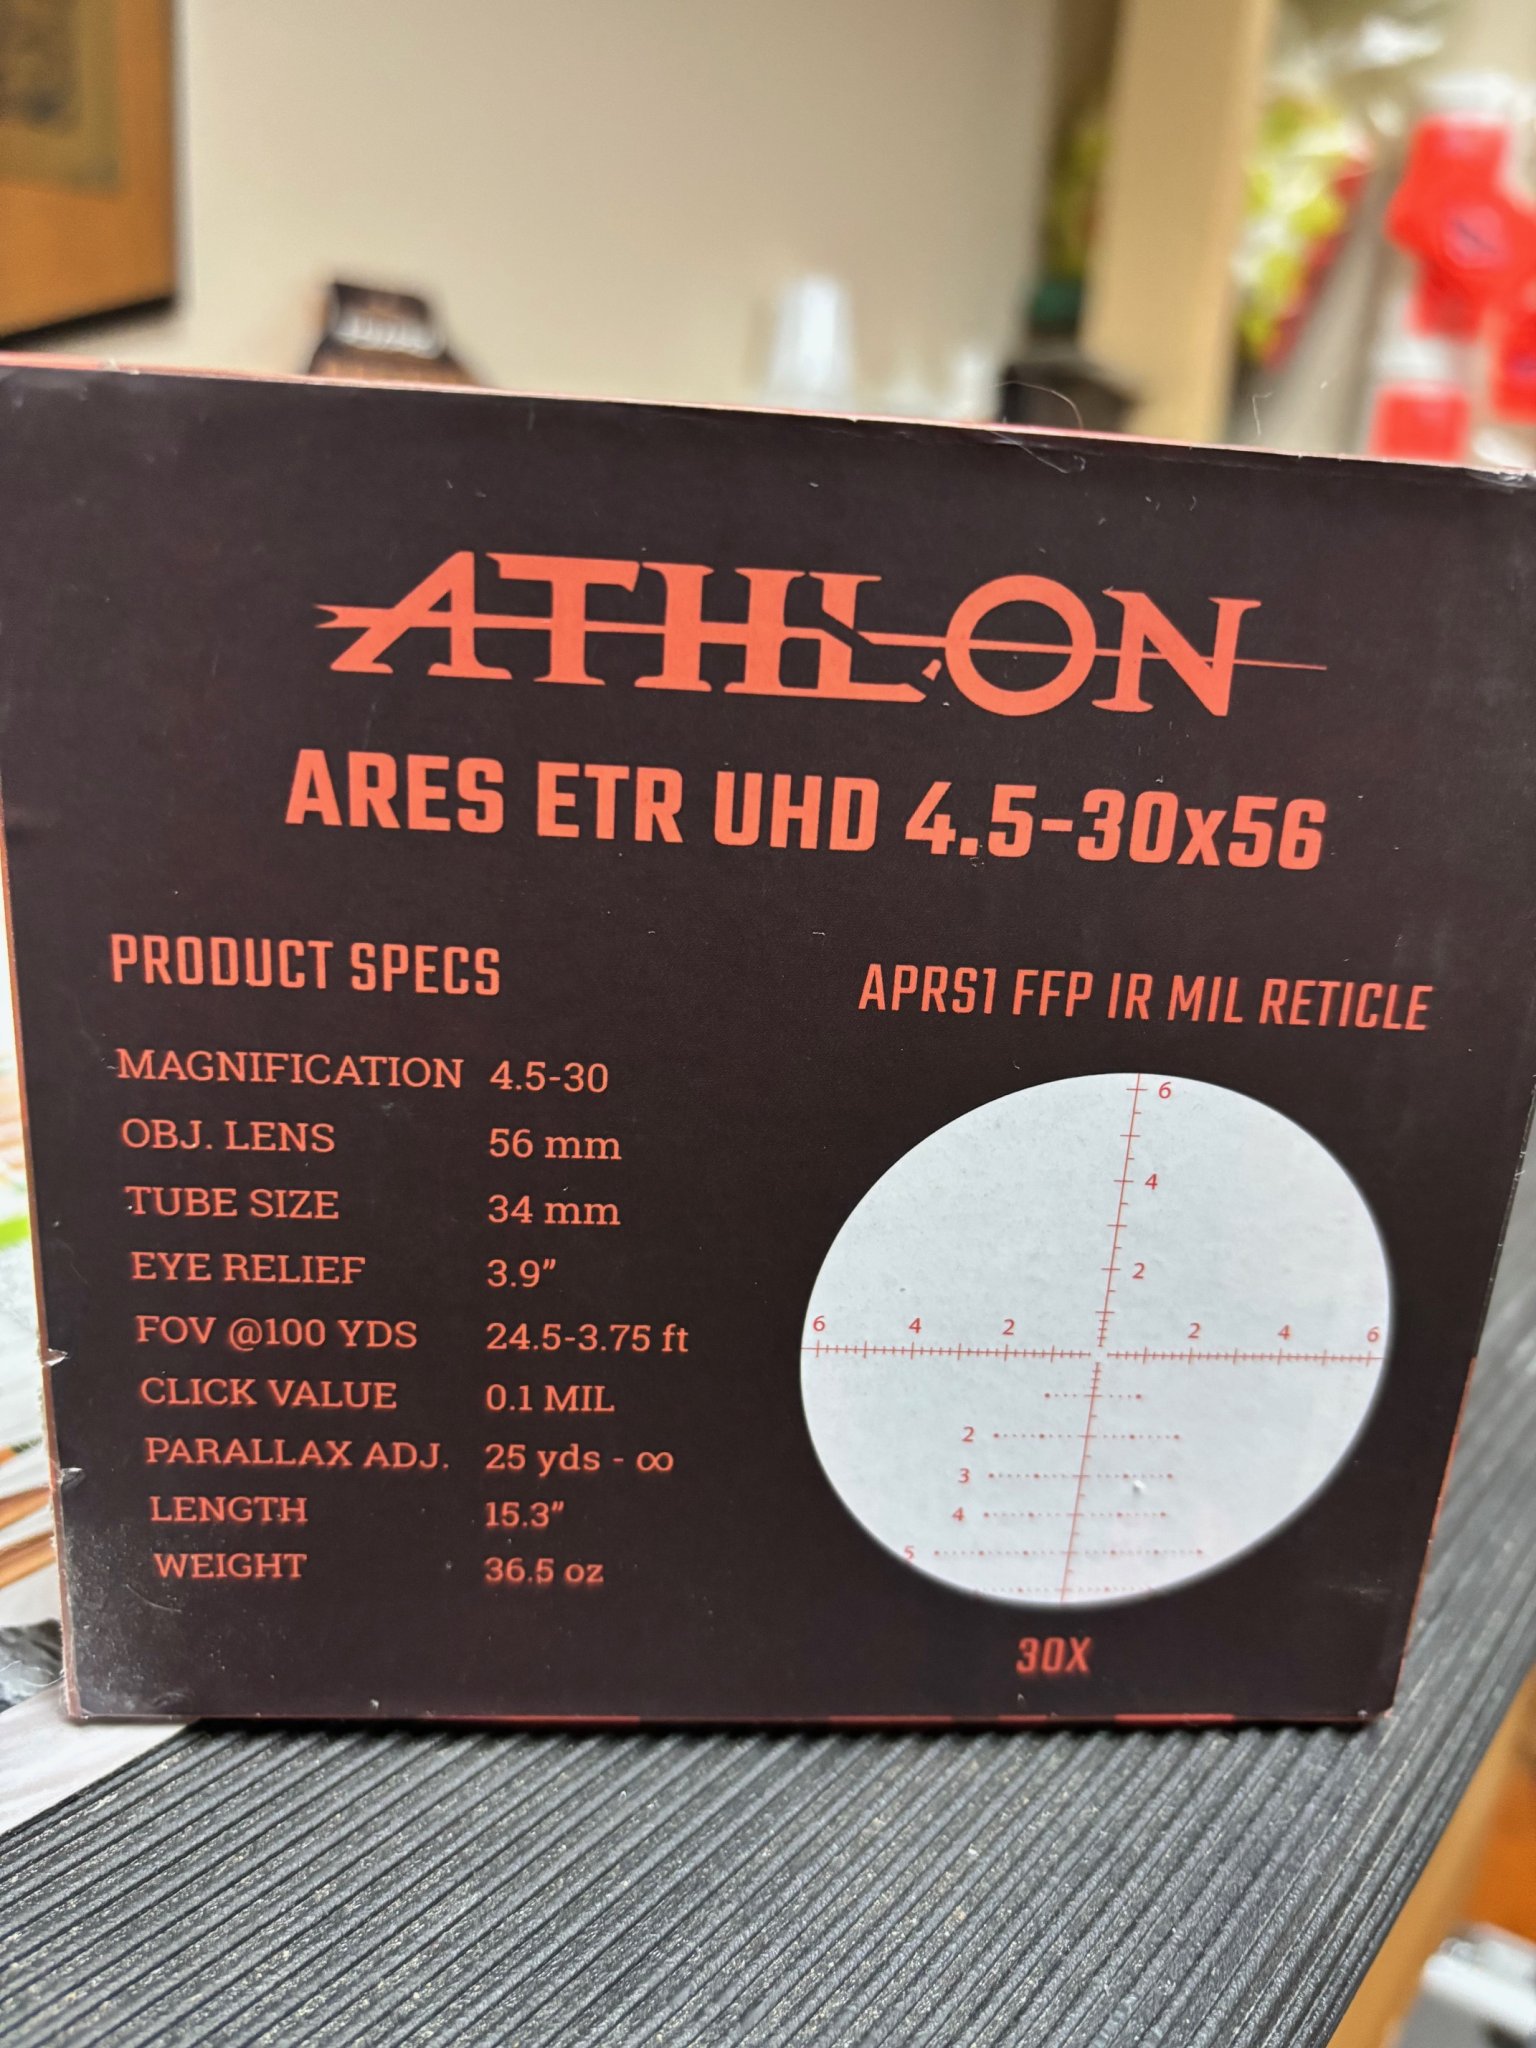 ATHLON
ARES ETR UHD 4.5-30x56
PRODUCT SPECS
MAGNIFICATION 4.5-30
OBJ. LENS 56 mm
TUBE SIZE 34 mm
EYE RELIEF 3.9"
FOV @100 YDS 24.5-3.75 ft
CLICK VALUE 0.1 MIL
PARALLAX ADJ. 25 yds - ∞
LENGTH 15.3"
WEIGHT 36.5 oz
APRS1 FFP IR MIL RETICLE
6
4
2
6 4 2 2 4 6
2
3
4
5
30X